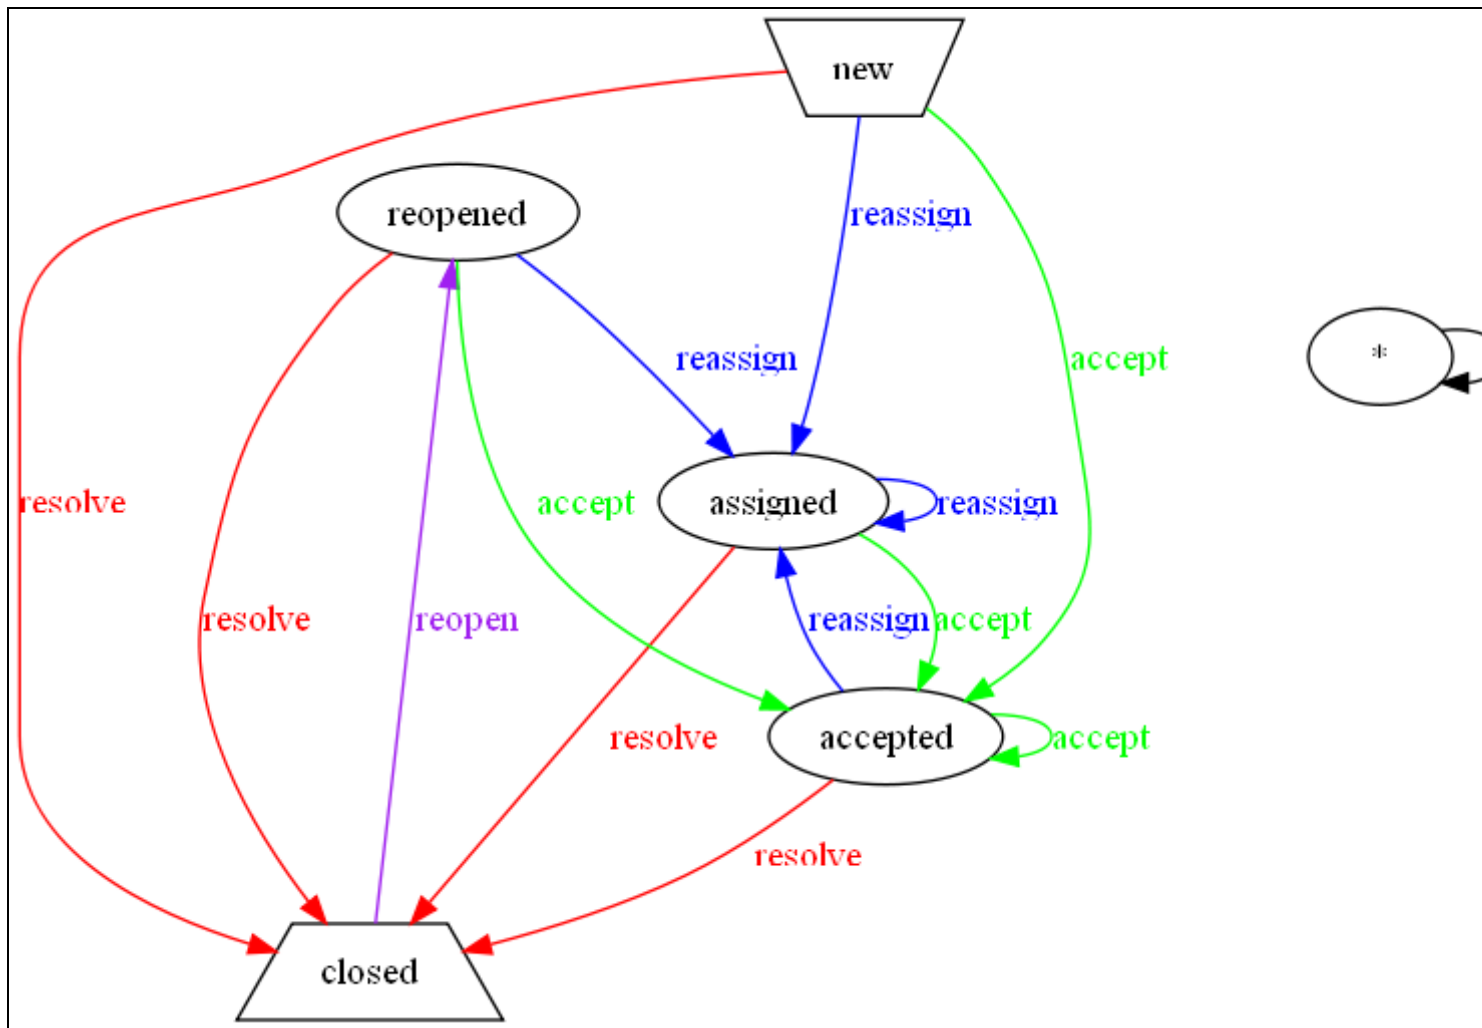 new
reopened
reassign
reassign
accept
*
resolve
accept
assigned
reassign
resolve
reopen
reassign
accept
resolve
accepted
accept
resolve
closed